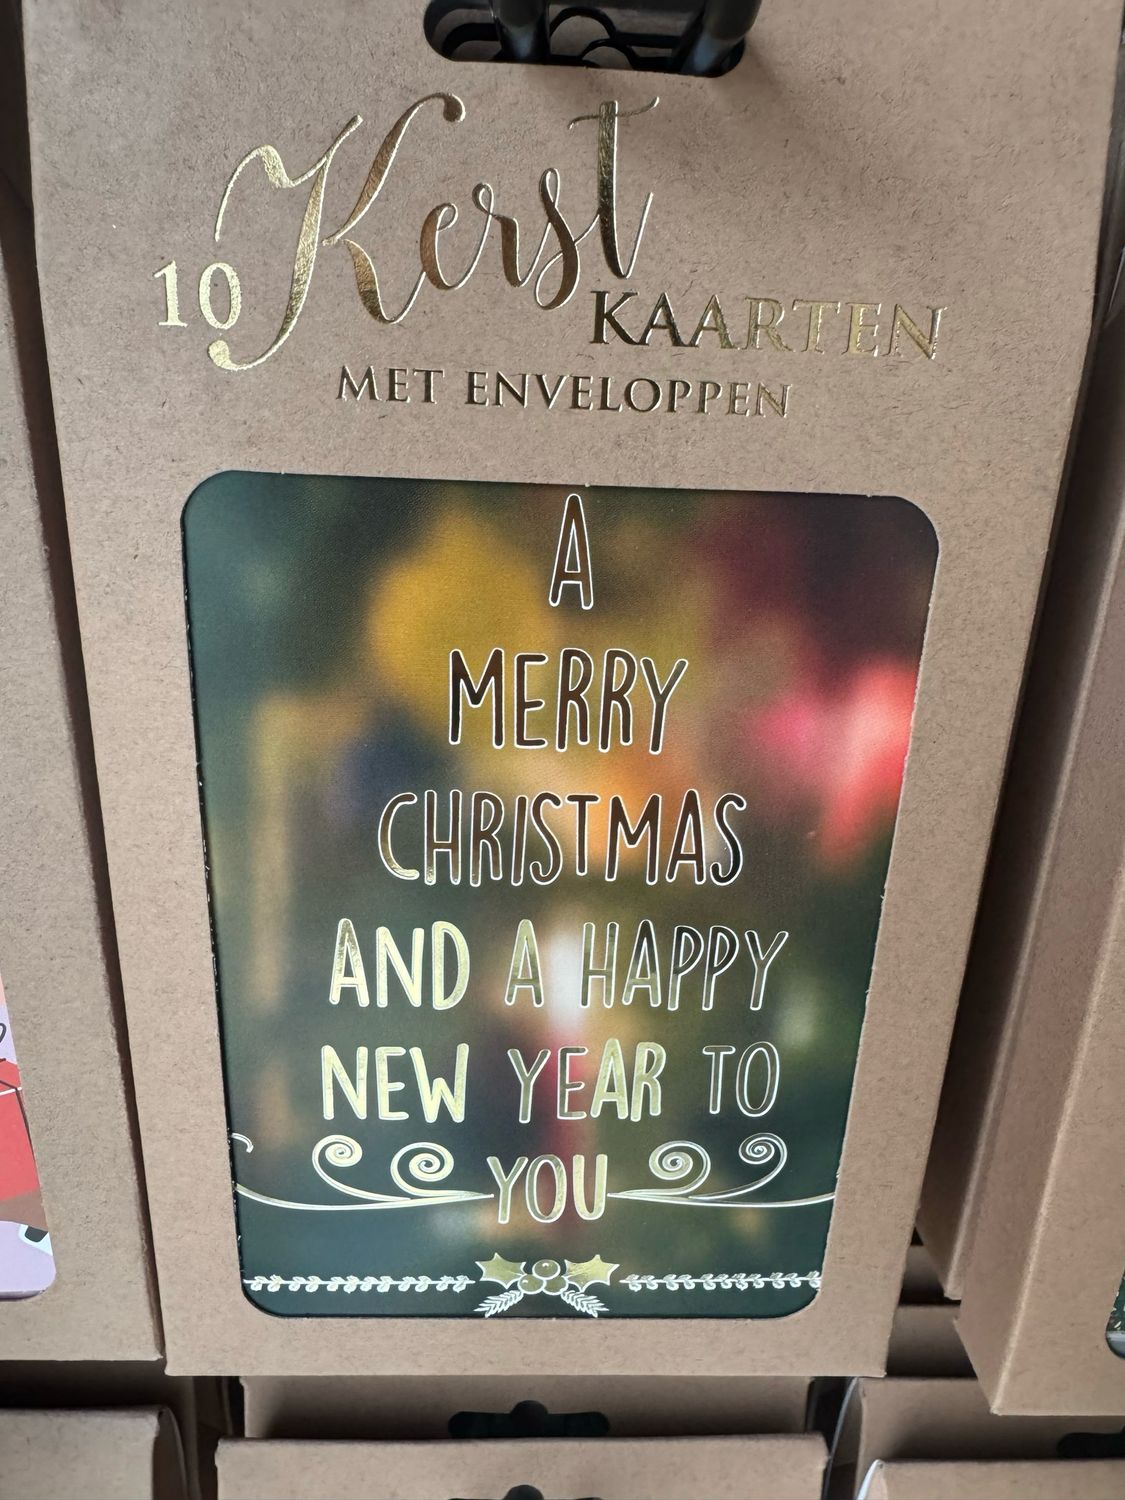 10 Kerst
KAARTEN
MET ENVELOPPEN
A
MERRY
CHRISTMAS
AND A HAPPY
NEW YEAR TO
YOU